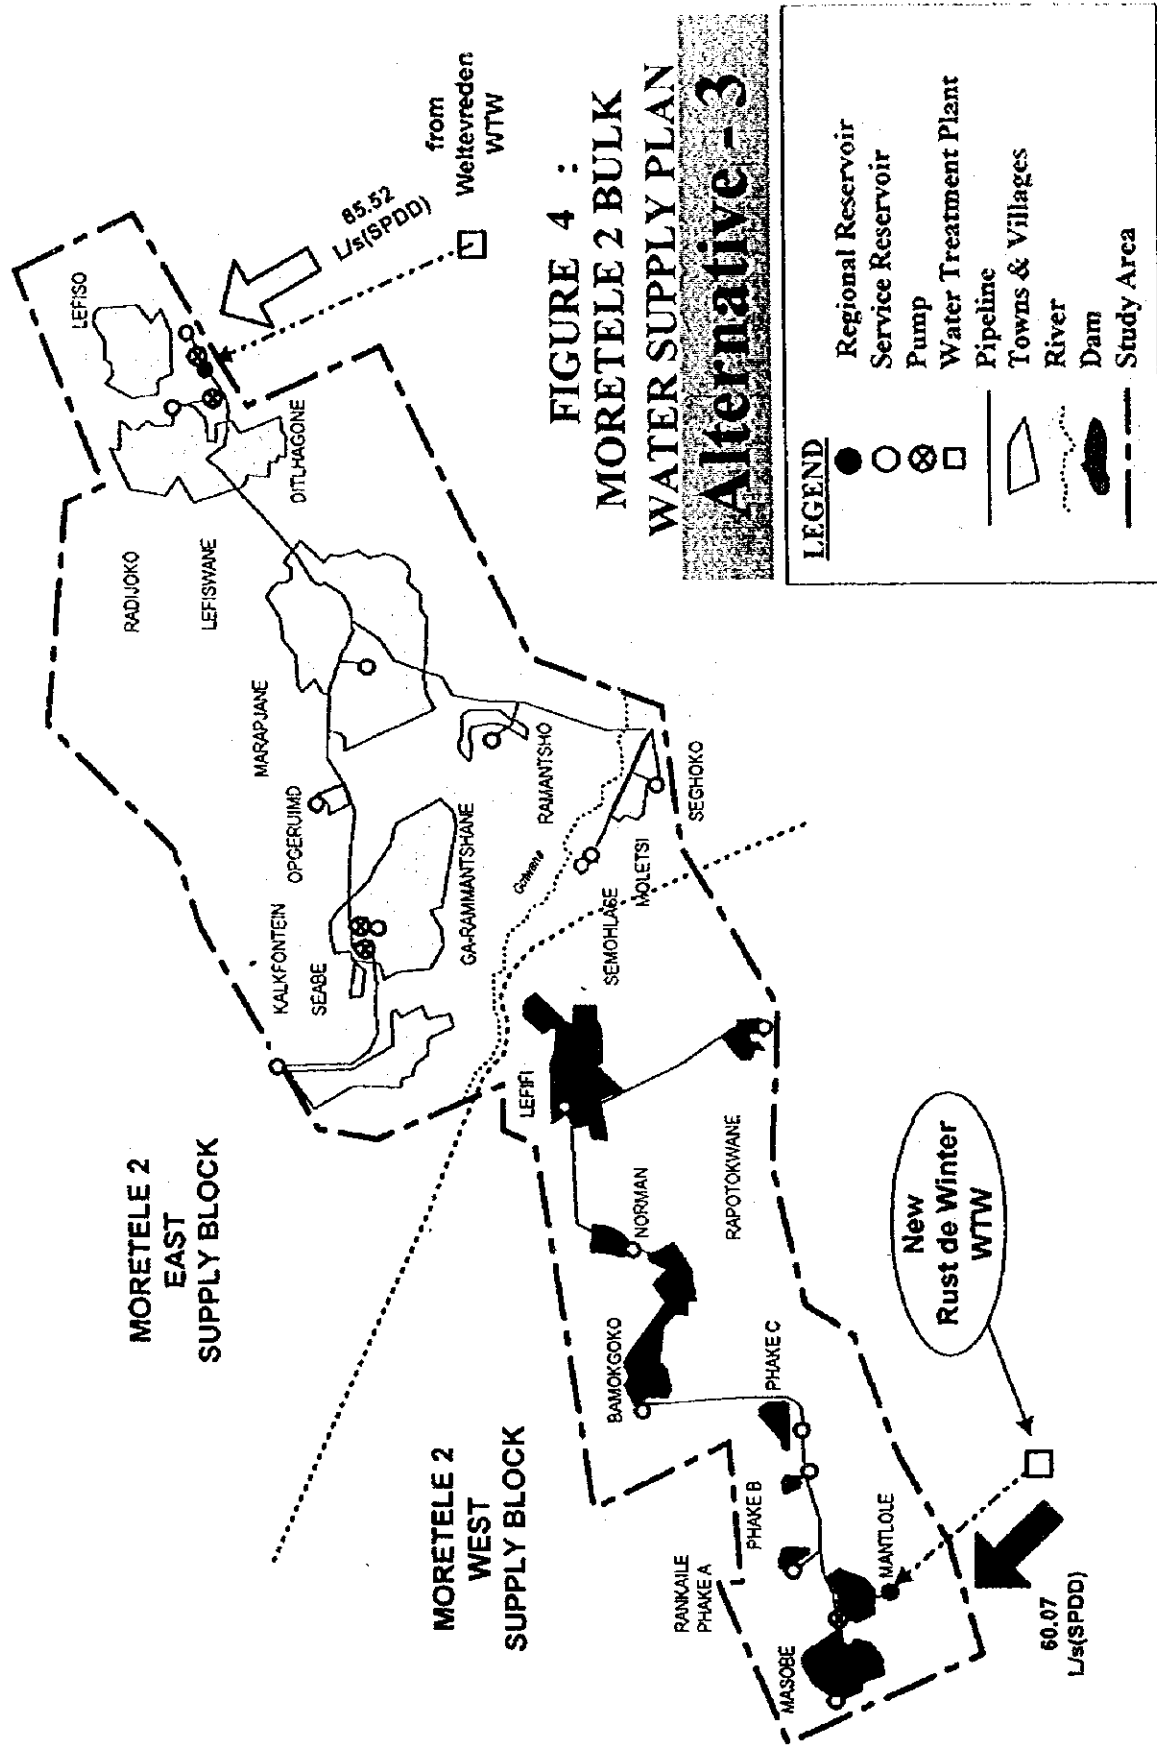 FIGURE 4 :
MORETELE 2 BULK
WATER SUPPLY PLAN
Alternative - 3
LEGEND
Regional Reservoir
Service Reservoir
Pump
Water Treatment Plant
Pipeline
Towns & Villages
River
Dam
Study Area
from
Weltevreden
WTW
85.52
L/s(SPDD)
LEFISO
DITLHAGONE
RADIJOKO
LEFISWANE
MARAPJANE
OPGERUIMD
RAMANTSHO
SEGHOKO
GA-RAMMANTSHANE
KALKFONTEIN
SEABE
MOLETSI
SEMOHLASE
MORETELE 2
EAST
SUPPLY BLOCK
LEFIFI
NORMAN
RAPOTOKWANE
BAMOKGOKO
PHAKE C
PHAKE B
RANKAILE
PHAKE A
MANTLOLE
MASOBE
MORETELE 2
WEST
SUPPLY BLOCK
New
Rust de Winter
WTW
60.07
L/s(SPDD)